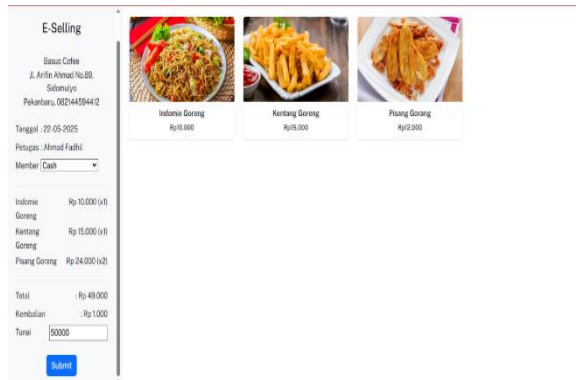 E-Selling
Basuo Cofee
Jl. Arifin Ahmad No.89,
Sidomulyo
Pekanbaru, 082144594412
Tanggal : 22-05-2025
Petugas : Ahmad Fadhil
Member Cash
Indomie Goreng Rp 10.000 (x1)
Kentang Goreng Rp 15.000 (x1)
Pisang Gorang Rp 24.000 (x2)
Total : Rp 49.000
Kembalian : Rp 1.000
Tunai 50000
Submit
Indomie Goreng
Rp10.000
Kentang Goreng
Rp15.000
Pisang Gorang
Rp12.000